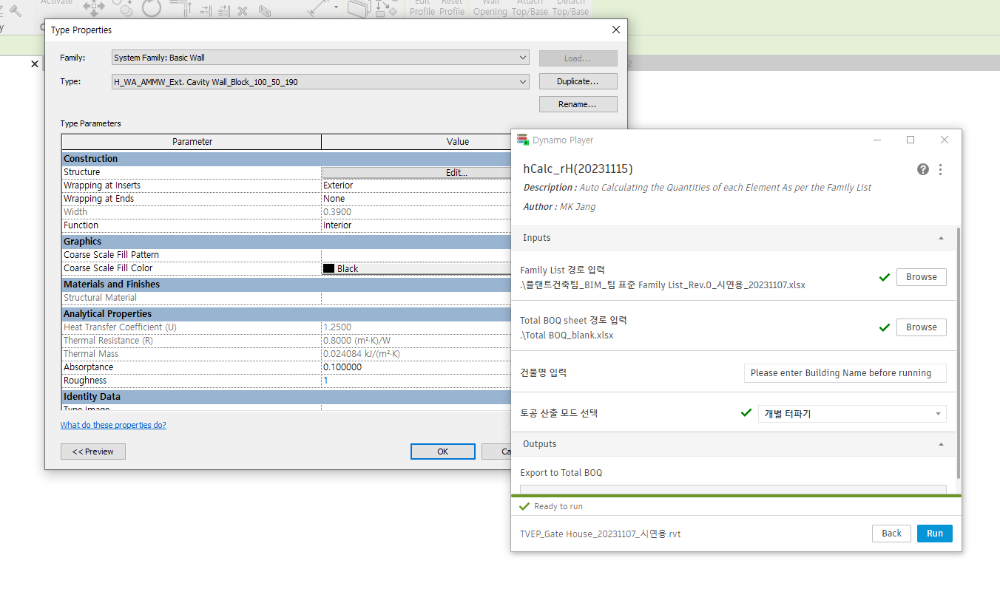 Activate
Edit Profile
Reset Profile
Wall Opening
Attach Top/Base
Detach Top/Base
Type Properties
Family:
System Family: Basic Wall
Load...
Type:
H_WA_AMMW_Ext. Cavity Wall_Block_100_50_190
Duplicate...
Rename...
Type Parameters
Parameter
Value
Construction
Structure
Edit...
Wrapping at Inserts
Exterior
Wrapping at Ends
None
Width
0.3900
Function
Interior
Graphics
Coarse Scale Fill Pattern
Coarse Scale Fill Color
Black
Materials and Finishes
Structural Material
Analytical Properties
Heat Transfer Coefficient (U)
1.2500
Thermal Resistance (R)
0.8000 (m²·K)/W
Thermal Mass
0.024084 kJ/(m²·K)
Absorptance
0.100000
Roughness
1
Identity Data
Type Image
What do these properties do?
<< Preview
OK
Ca
Dynamo Player
hCalc_rH(20231115)
Description : Auto Calculating the Quantities of each Element As per the Family List
Author : MK Jang
Inputs
Family List 경로 입력
.\플랜트건축팀_BIM_팀 표준 Family List_Rev.0_시연용_20231107.xlsx
Browse
Total BOQ sheet 경로 입력
.\Total BOQ_blank.xlsx
Browse
건물명 입력
Please enter Building Name before running
토공 산출 모드 선택
개별 터파기
Outputs
Export to Total BOQ
Ready to run
TVEP_Gate House_20231107_시연용.rvt
Back
Run